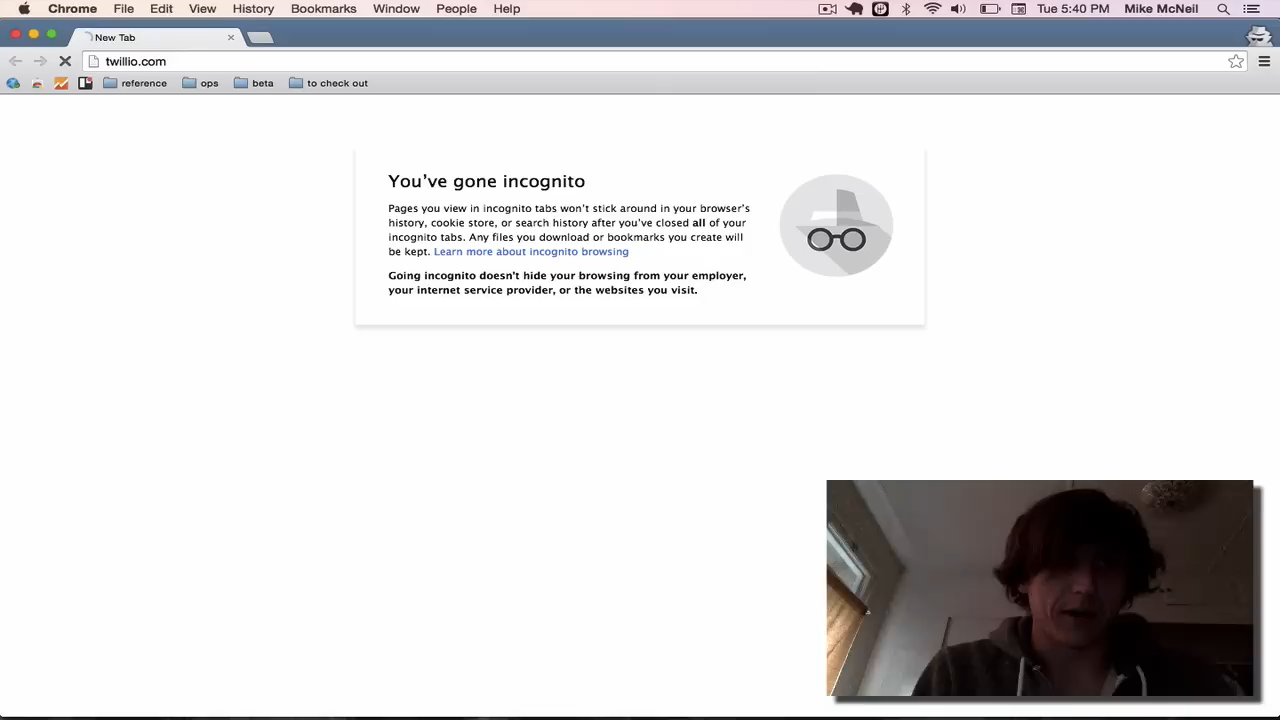 Chrome File Edit View History Bookmarks Window People Help Tue 5:40 PM Mike McNeil
New Tab
twillio.com
reference ops beta to check out
You've gone incognito
Pages you view in incognito tabs won't stick around in your browser's
history, cookie store, or search history after you've closed all of your
incognito tabs. Any files you download or bookmarks you create will
be kept. Learn more about incognito browsing
Going incognito doesn't hide your browsing from your employer,
your internet service provider, or the websites you visit.